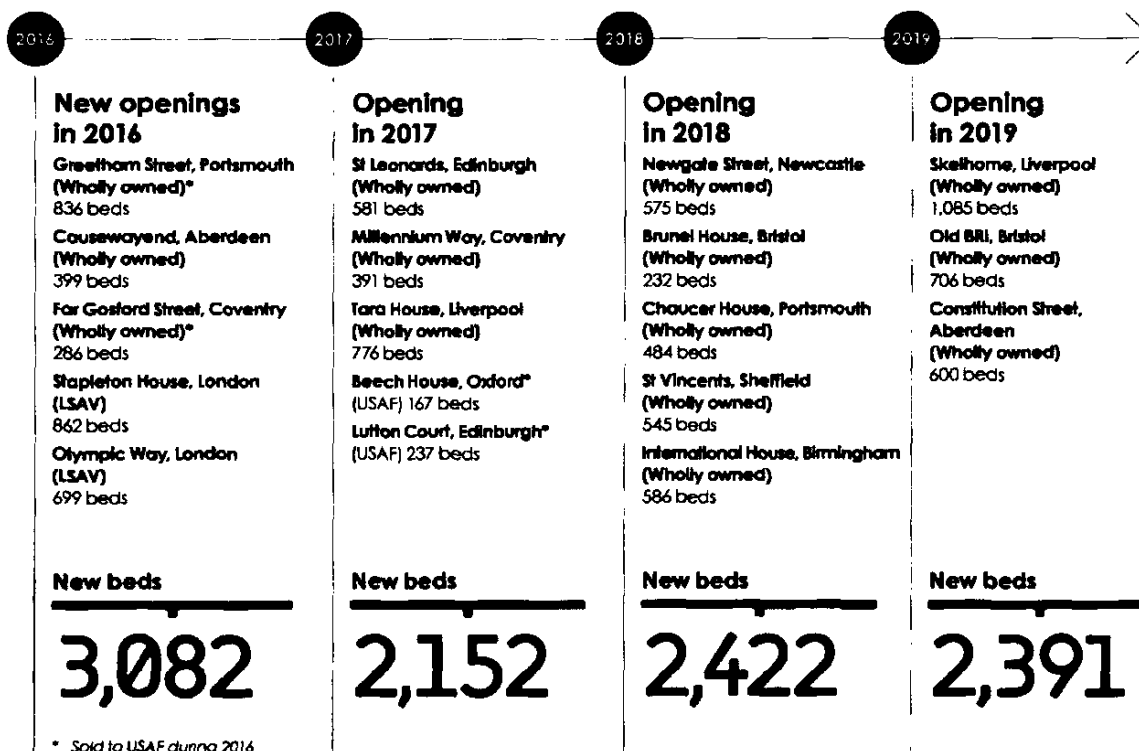 2016
2017
2018
2019
New openings
in 2016
Greetham Street, Portsmouth
(Wholly owned)*
836 beds
Causewayend, Aberdeen
(Wholly owned)
399 beds
Far Gosford Street, Coventry
(Wholly owned)*
286 beds
Stapleton House, London
(LSAV)
862 beds
Olympic Way, London
(LSAV)
699 beds
New beds
3,082
* Sold to USAF during 2016
Opening
in 2017
St Leonards, Edinburgh
(Wholly owned)
581 beds
Millennium Way, Coventry
(Wholly owned)
391 beds
Tara House, Liverpool
(Wholly owned)
776 beds
Beech House, Oxford*
(USAF) 167 beds
Lutton Court, Edinburgh*
(USAF) 237 beds
New beds
2,152
Opening
in 2018
Newgate Street, Newcastle
(Wholly owned)
575 beds
Brunel House, Bristol
(Wholly owned)
232 beds
Chaucer House, Portsmouth
(Wholly owned)
484 beds
St Vincents, Sheffield
(Wholly owned)
545 beds
International House, Birmingham
(Wholly owned)
586 beds
New beds
2,422
Opening
in 2019
Skelhorne, Liverpool
(Wholly owned)
1,085 beds
Old BRI, Bristol
(Wholly owned)
706 beds
Constitution Street,
Aberdeen
(Wholly owned)
600 beds
New beds
2,391